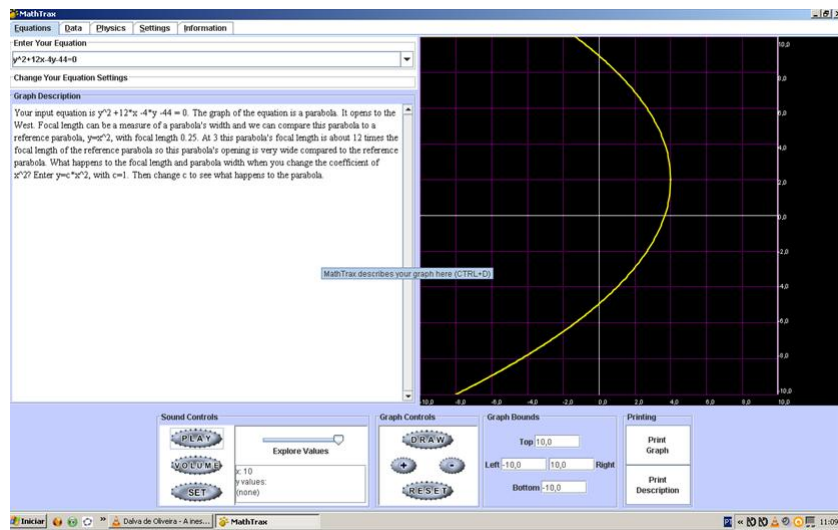 MathTrax
Equations Data Physics Settings Information
Enter Your Equation
y^2+12x-4y-44=0
Change Your Equation Settings
Graph Description
Your input equation is y^2 +12*x -4*y -44 = 0. The graph of the equation is a parabola. It opens to the
West. Focal length can be a measure of a parabola's width and we can compare this parabola to a
reference parabola, y=x^2, with focal length 0.25. At 3 this parabola's focal length is about 12 times the
focal length of the reference parabola so this parabola's opening is very wide compared to the reference
parabola. What happens to the focal length and parabola width when you change the coefficient of
x^2? Enter y=c*x^2, with c=1. Then change c to see what happens to the parabola.
MathTrax describes your graph here (CTRL+D)
10,0
8,0
6,0
4,0
2,0
0,0
-2,0
-4,0
-6,0
-8,0
-10,0
-10,0 -8,0 -6,0 -4,0 -2,0 0,0 2,0 4,0 6,0 8,0 10,0
Sound Controls
PLAY
VOLUME
SET
Explore Values
x: 10
y values:
(none)
Graph Controls
DRAW
+ -
RESET
Graph Bounds
Top 10,0
Left -10,0 10,0 Right
Bottom -10,0
Printing
Print
Graph
Print
Description
Iniciar » Dalva de Oliveira - A ines... MathTrax PT « 11:09